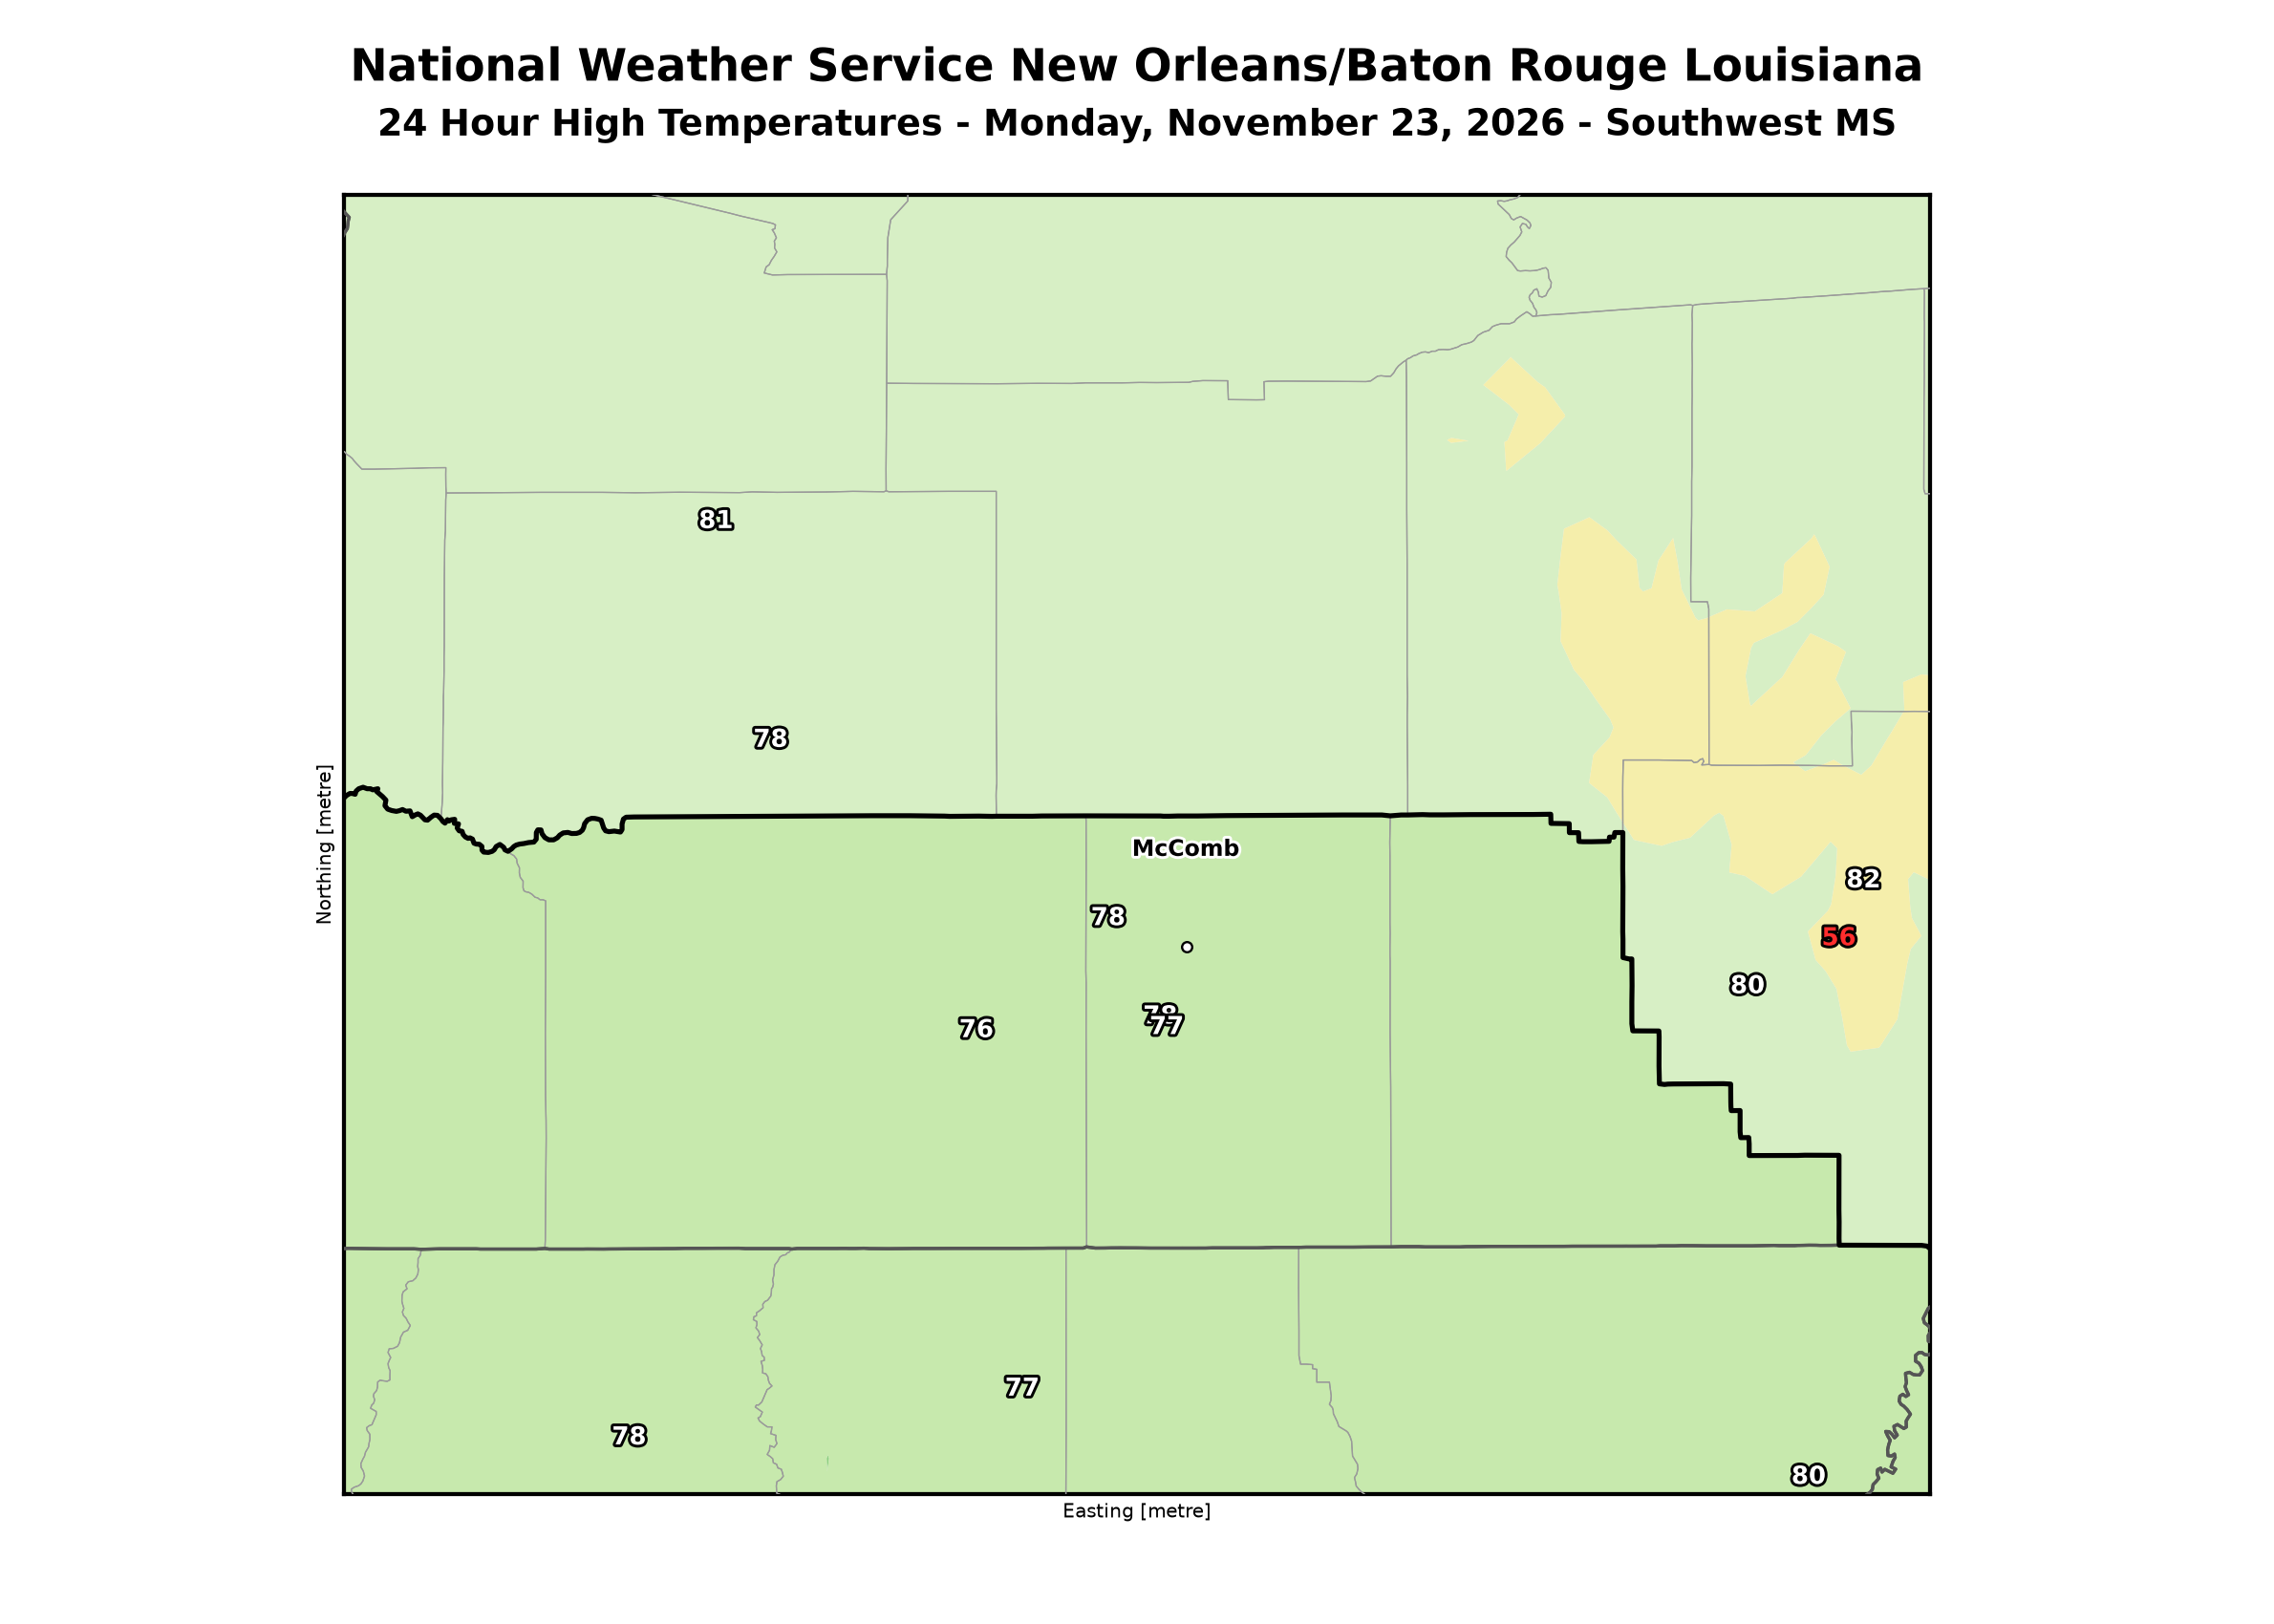 National Weather Service New Orleans/Baton Rouge Louisiana
24 Hour High Temperatures - Monday, November 23, 2026 - Southwest MS
81
78
McComb
82
78
56
80
78
77
76
77
78
80
Northing [metre]
Easting [metre]